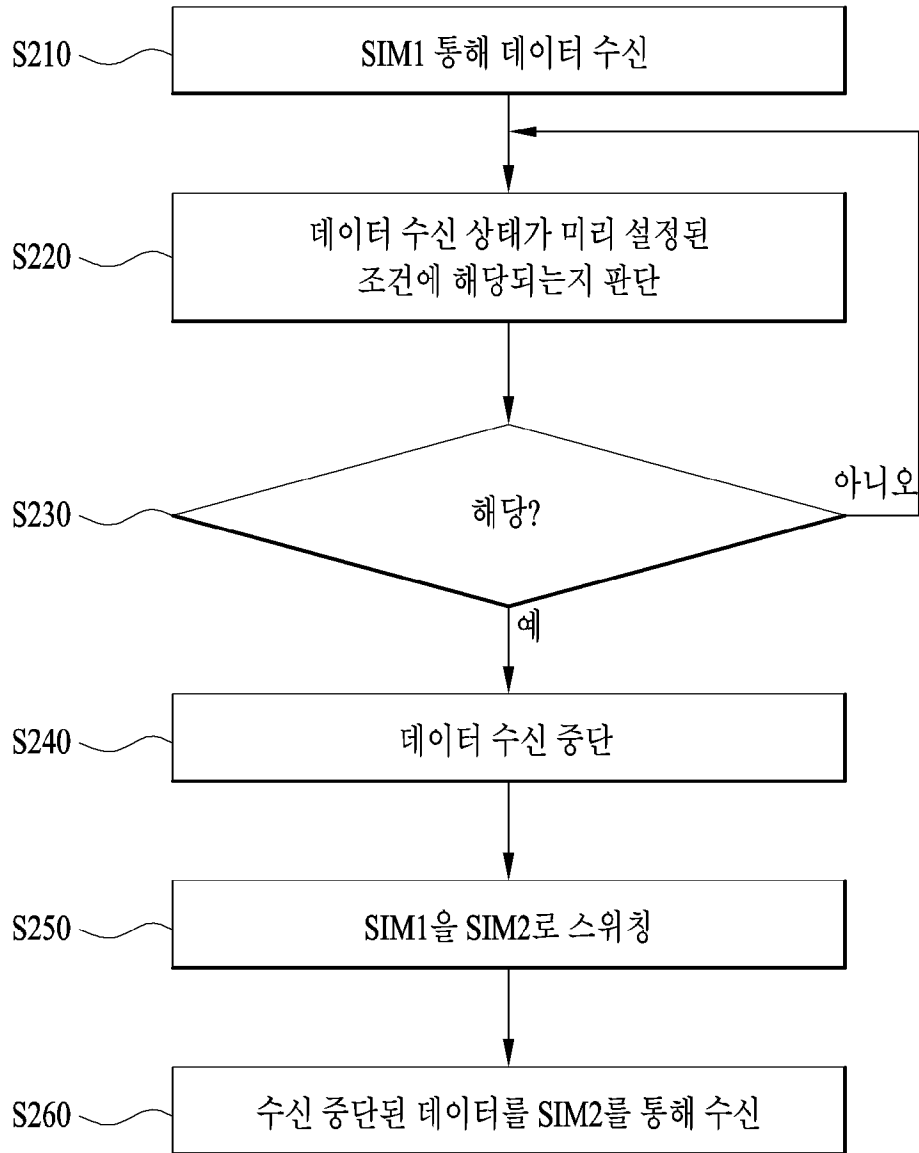 S210
SIM1 통해 데이터 수신
S220
데이터 수신 상태가 미리 설정된
조건에 해당되는지 판단
S230
해당?
아니오
예
S240
데이터 수신 중단
S250
SIM1을 SIM2로 스위칭
S260
수신 중단된 데이터를 SIM2를 통해 수신